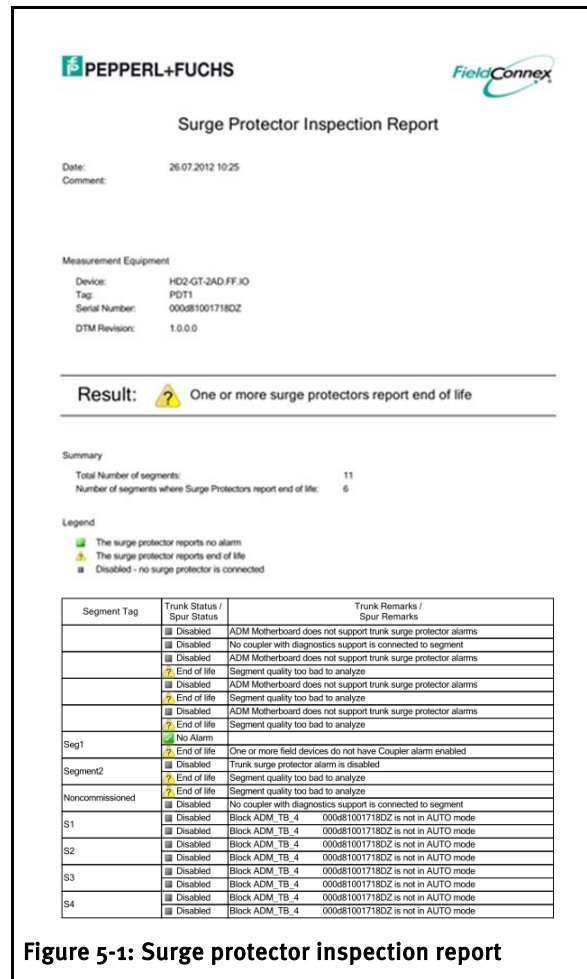 PEPPERL+FUCHS
FieldConnex
Surge Protector Inspection Report
Date: 26.07.2012 10:25
Comment:
Measurement Equipment
Device: HD2-GT-2AD.FF.IO
Tag: PDT1
Serial Number: 000d81001718DZ
DTM Revision: 1.0.0.0
Result: One or more surge protectors report end of life
Summary
Total Number of segments: 11
Number of segments where Surge Protectors report end of life: 6
Legend
The surge protector reports no alarm
The surge protector reports end of life
Disabled - no surge protector is connected
Segment Tag
Trunk Status /
Spur Status
Trunk Remarks /
Spur Remarks
Disabled ADM Motherboard does not support trunk surge protector alarms
Disabled No coupler with diagnostics support is connected to segment
Disabled ADM Motherboard does not support trunk surge protector alarms
End of life Segment quality too bad to analyze
Disabled ADM Motherboard does not support trunk surge protector alarms
End of life Segment quality too bad to analyze
Disabled ADM Motherboard does not support trunk surge protector alarms
End of life Segment quality too bad to analyze
Seg1
No Alarm
End of life One or more field devices do not have Coupler alarm enabled
Segment2
Disabled Trunk surge protector alarm is disabled
End of life Segment quality too bad to analyze
Noncommissioned
End of life Segment quality too bad to analyze
Disabled No coupler with diagnostics support is connected to segment
S1
Disabled Block ADM_TB_4 000d81001718DZ is not in AUTO mode
Disabled Block ADM_TB_4 000d81001718DZ is not in AUTO mode
S2
Disabled Block ADM_TB_4 000d81001718DZ is not in AUTO mode
Disabled Block ADM_TB_4 000d81001718DZ is not in AUTO mode
S3
Disabled Block ADM_TB_4 000d81001718DZ is not in AUTO mode
Disabled Block ADM_TB_4 000d81001718DZ is not in AUTO mode
S4
Disabled Block ADM_TB_4 000d81001718DZ is not in AUTO mode
Disabled Block ADM_TB_4 000d81001718DZ is not in AUTO mode
Figure 5-1: Surge protector inspection report